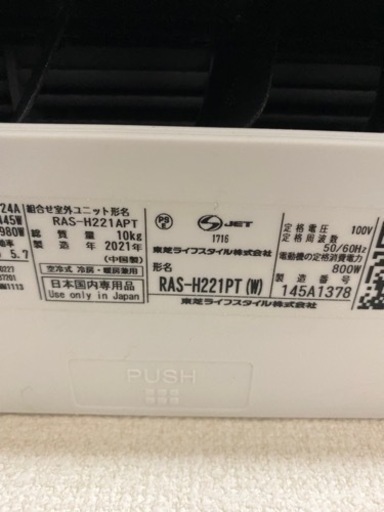 24A
445W
980W
5.7
組合せ室外ユニット形名
RAS-H221APT
総質量 10kg
製造年 2021年
(中国製)
空冷式 冷房・暖房兼用
日本国内専用品
Use only in Japan
PS
E
JET
1716
東芝ライフスタイル株式会社
形名
RAS-H221PT(W)
東芝ライフスタイル株式会社
定格電圧 100V
定格周波数 50/60Hz
電動機の定格消費電力 800W
製造番号
145A1378
PUSH